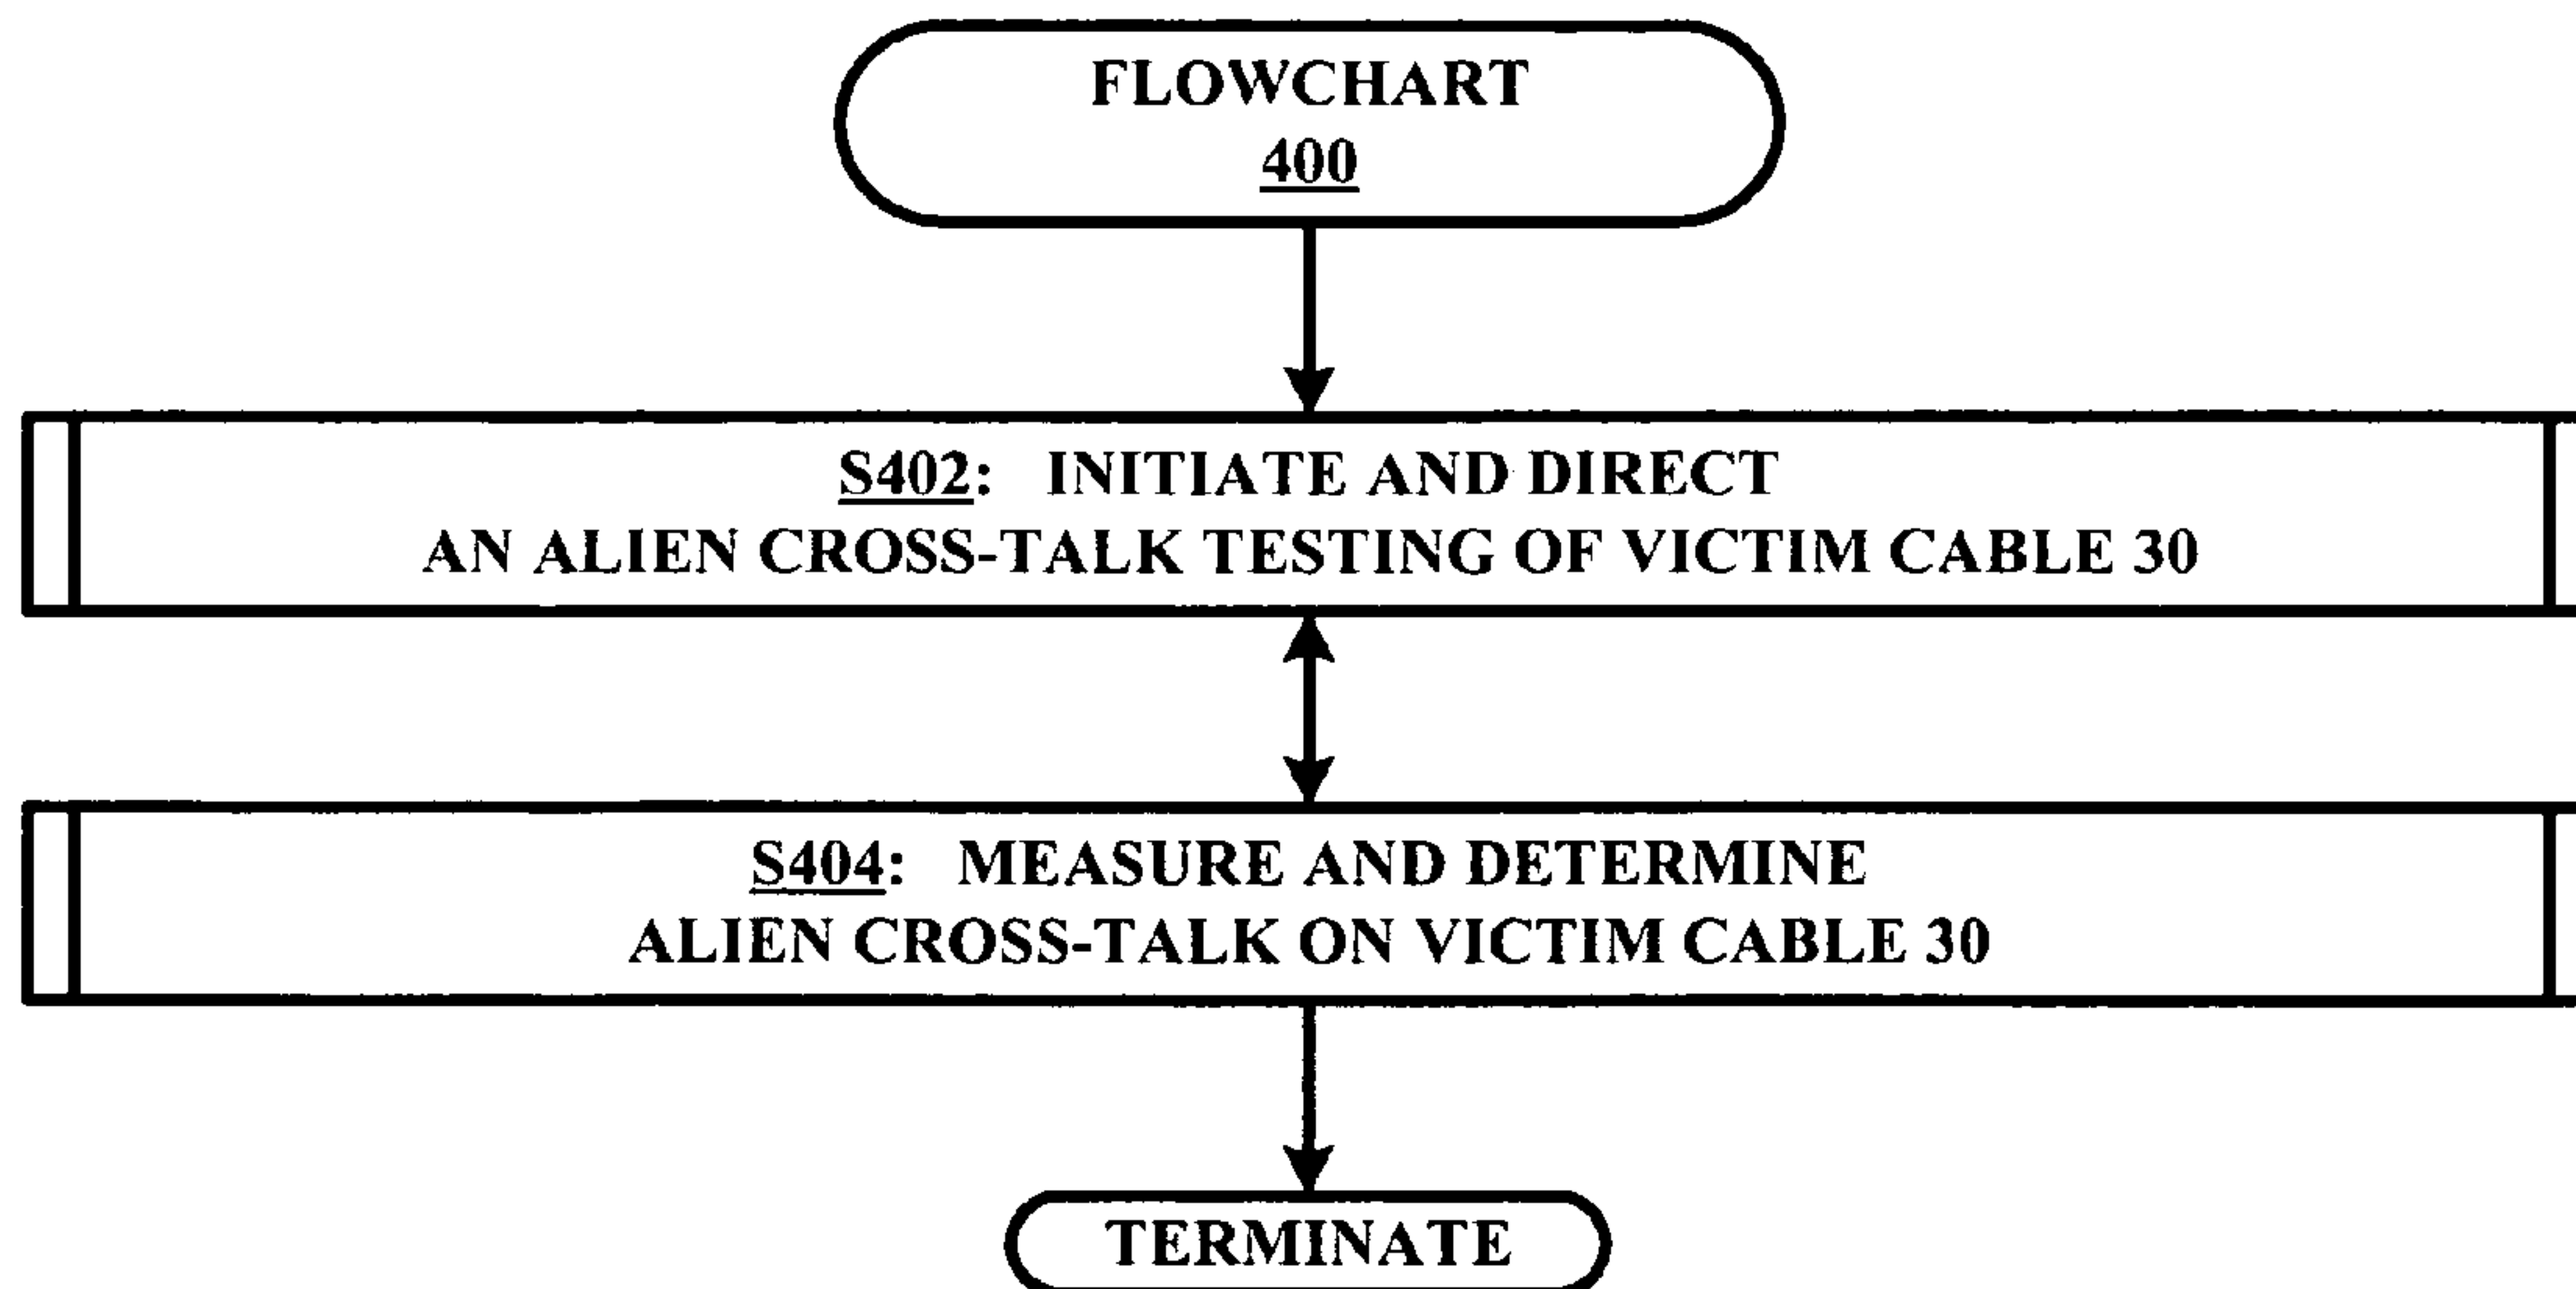 FLOWCHART
400
S402: INITIATE AND DIRECT
AN ALIEN CROSS-TALK TESTING OF VICTIM CABLE 30
S404: MEASURE AND DETERMINE
ALIEN CROSS-TALK ON VICTIM CABLE 30
TERMINATE